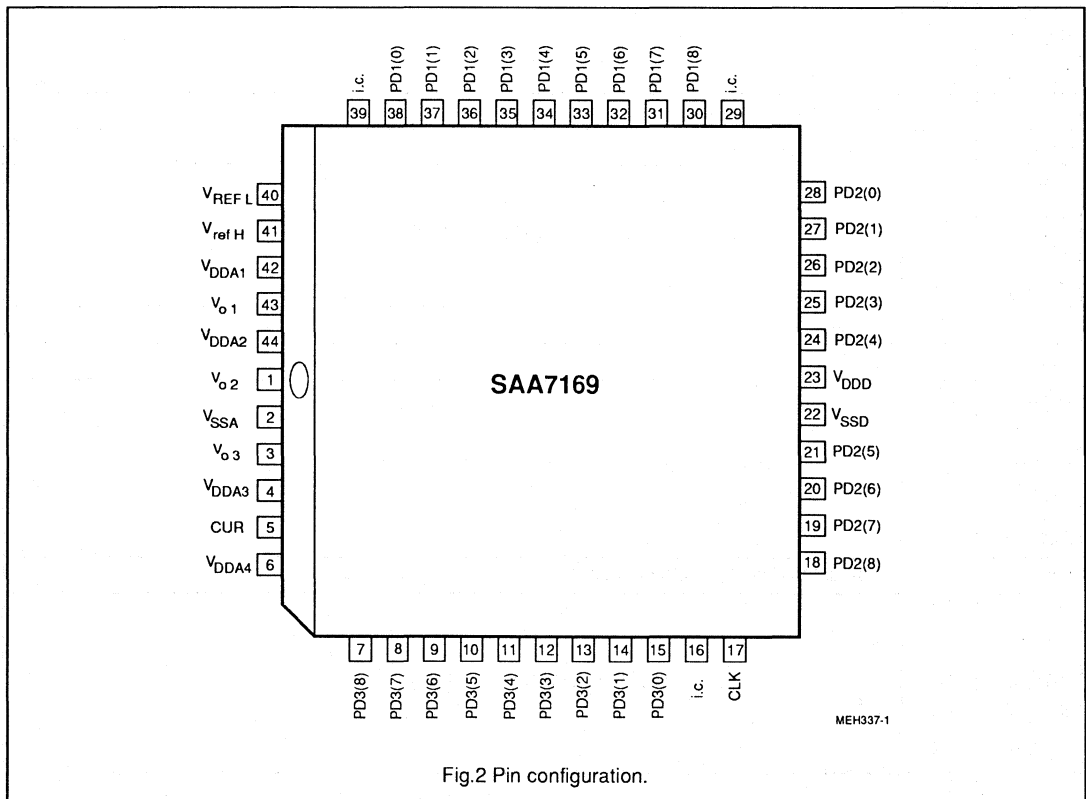 i.c.
PD1(0)
PD1(1)
PD1(2)
PD1(3)
PD1(4)
PD1(5)
PD1(6)
PD1(7)
PD1(8)
i.c.
39 38 37 36 35 34 33 32 31 30 29
VREF L 40
Vref H 41
VDDA1 42
Vo 1 43
VDDA2 44
Vo 2 1
VSSA 2
Vo 3 3
VDDA3 4
CUR 5
VDDA4 6
SAA7169
28 PD2(0)
27 PD2(1)
26 PD2(2)
25 PD2(3)
24 PD2(4)
23 VDDD
22 VSSD
21 PD2(5)
20 PD2(6)
19 PD2(7)
18 PD2(8)
7 8 9 10 11 12 13 14 15 16 17
PD3(8)
PD3(7)
PD3(6)
PD3(5)
PD3(4)
PD3(3)
PD3(2)
PD3(1)
PD3(0)
i.c.
CLK
MEH337-1
Fig.2 Pin configuration.